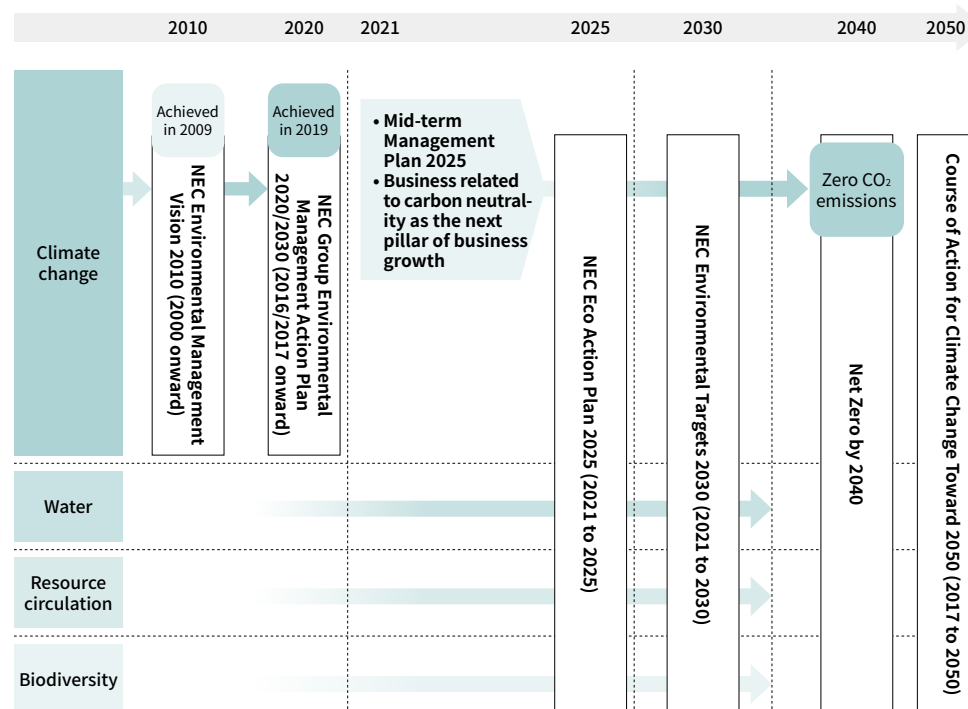 2010
2020
2021
2025
2030
2040
2050
Climate
change
Achieved
in 2009
NEC Environmental Management
Vision 2010 (2000 onward)
Achieved
in 2019
NEC Group Environmental
Management Action Plan
2020/2030 (2016/2017 onward)
• Mid-term
Management
Plan 2025
• Business related
to carbon neutral-
ity as the next
pillar of business
growth
NEC Eco Action Plan 2025 (2021 to 2025)
NEC Environmental Targets 2030 (2021 to 2030)
Zero CO₂
emissions
Net Zero by 2040
Course of Action for Climate Change Toward 2050 (2017 to 2050)
Water
Resource
circulation
Biodiversity